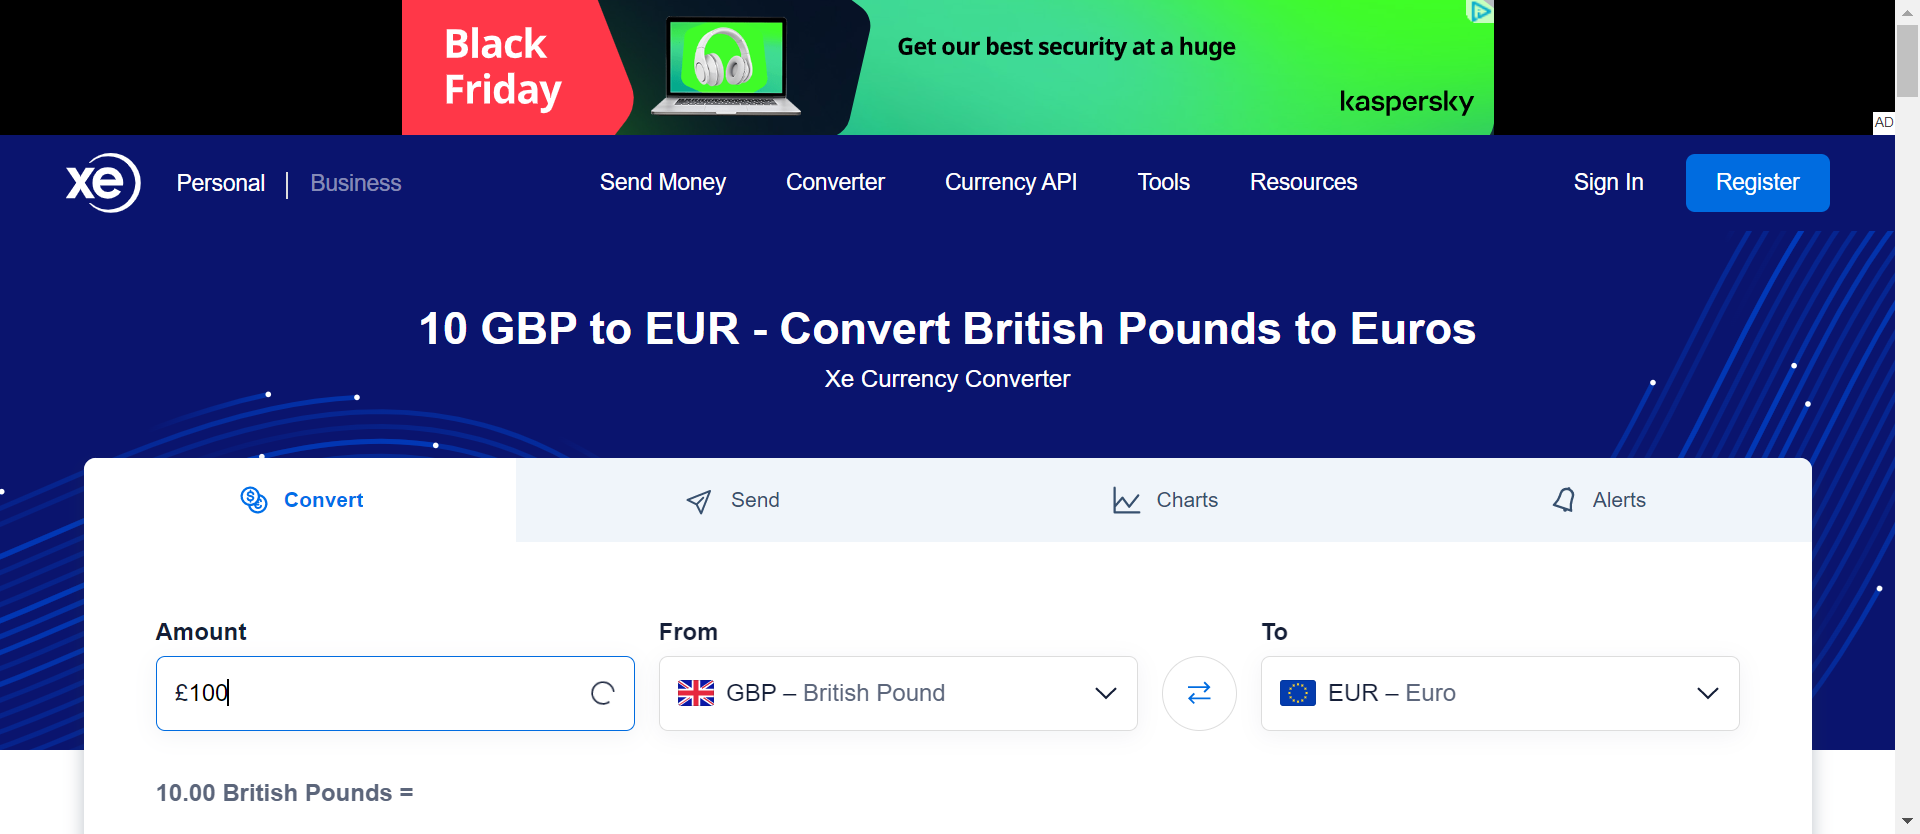 Black
Friday
Get our best security at a huge
kaspersky
AD
xe
Personal | Business
Send Money
Converter
Currency API
Tools
Resources
Sign In
Register
10 GBP to EUR - Convert British Pounds to Euros
Xe Currency Converter
Convert
Send
Charts
Alerts
Amount
From
To
£100
GBP – British Pound
EUR – Euro
10.00 British Pounds =